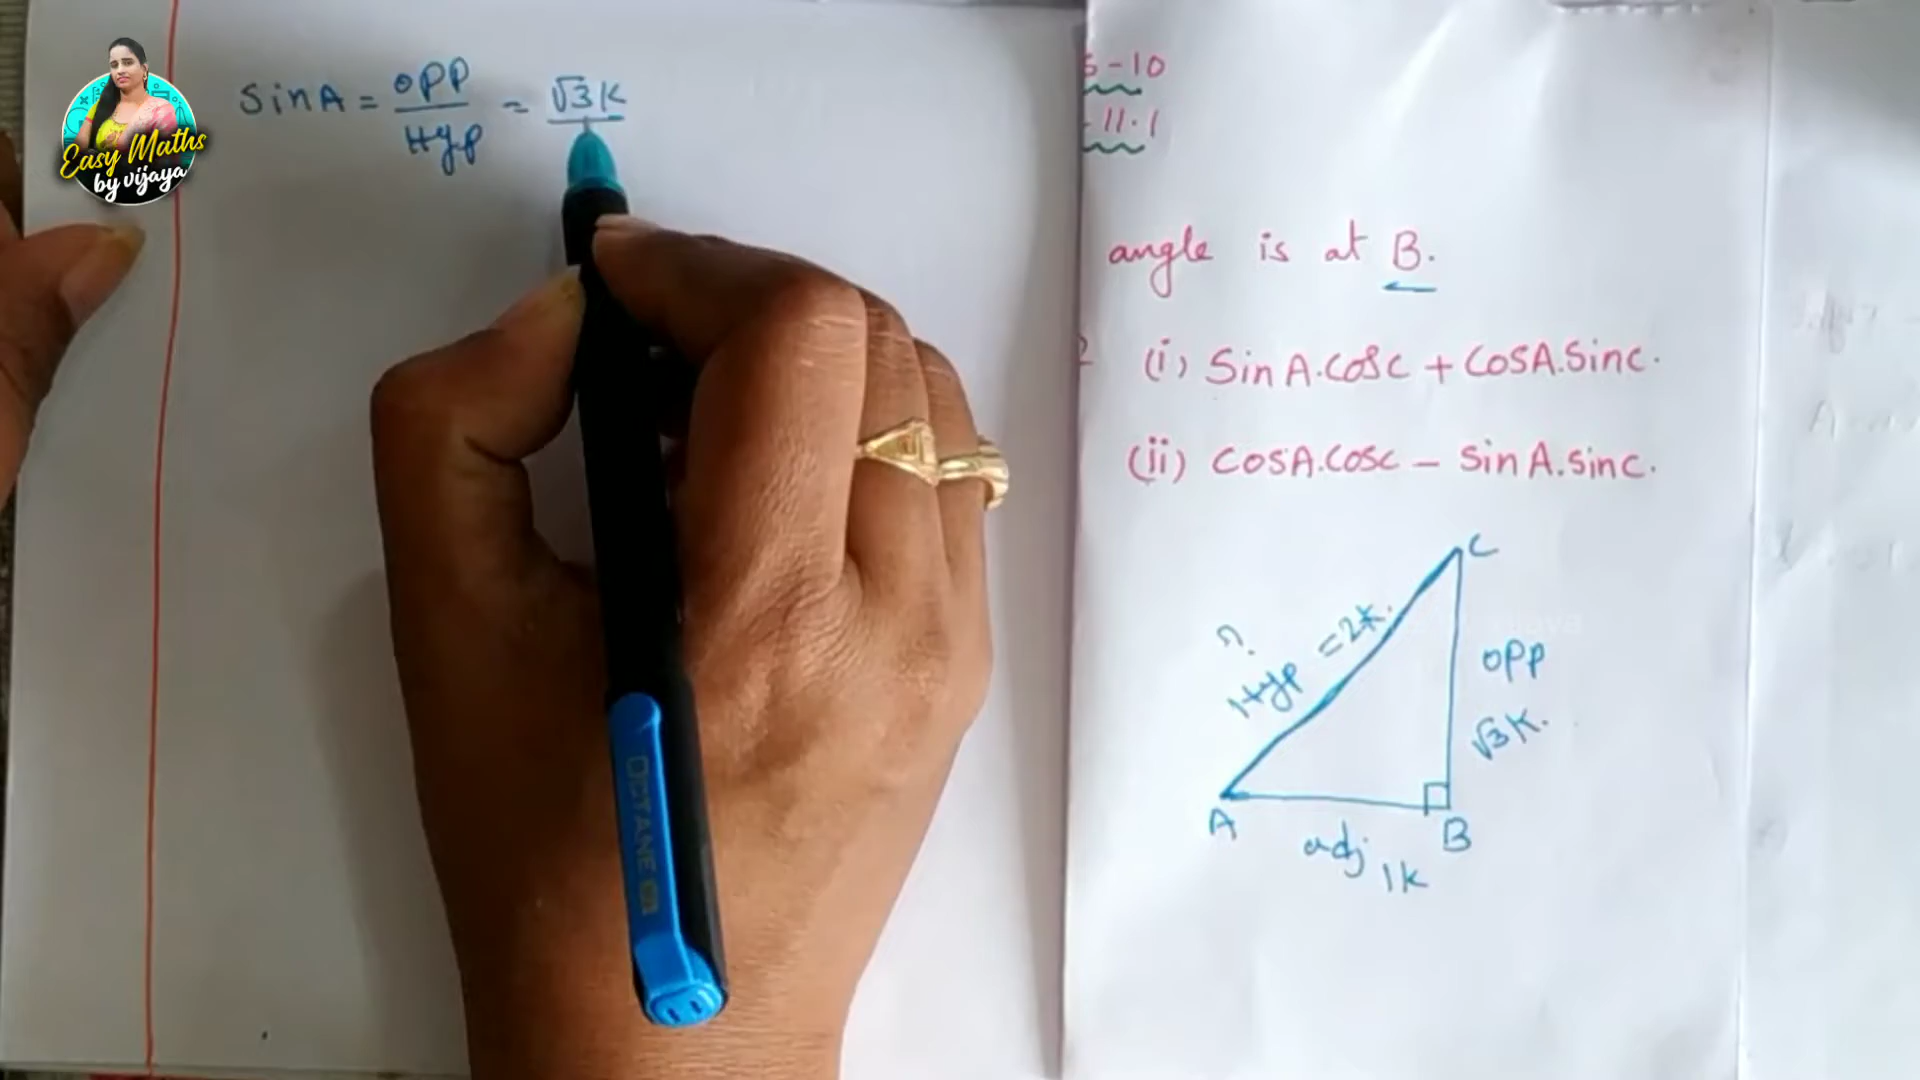 Easy Maths
by vijaya
SinA = opp / Hyp = √3K
-10
11.1
angle is at B.
(i) Sin A.cosc + CosA.Sinc.
(ii) CosA.cosc - sin A.sinc.
C
?
Hyp = 2k.
opp
√3K.
A
B
adj 1k
OCTANE